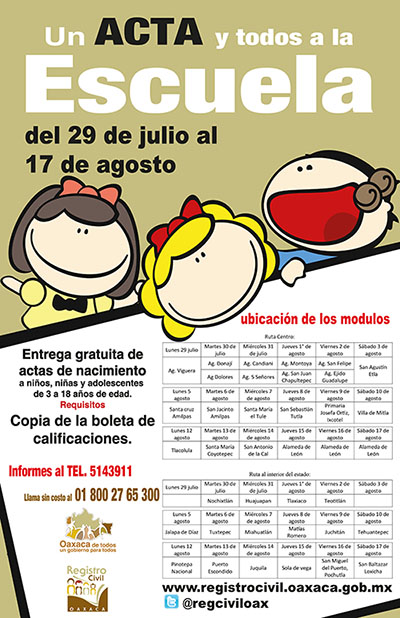 Un ACTA y todos a la
Escuela
del 29 de julio al
17 de agosto
ubicación de los modulos
Entrega gratuita de
actas de nacimiento
a niños, niñas y adolescentes
de 3 a 18 años de edad.
Requisitos
Copia de la boleta de
calificaciones.
Informes al TEL. 5143911
Llama sin costo al 01 800 27 65 300
Oaxaca de todos
un gobierno para todos
Registro
Civil
OAXACA
Ruta Centro:
Lunes 29 julio | Martes 30 de julio | Miércoles 31 de julio | Jueves 1° de agosto | Viernes 2 de agosto | Sábado 3 de agosto
Ag. Viguera | Ag. Donají | Ag. Candiani | Ag. Montoya | Ag. San Felipe | San Agustín Etla
Ag. Dolores | Ag. 5 Señores | Ag. San Juan Chapultepec | Ag. Ejido Guadalupe
Lunes 5 agosto | Martes 6 de agosto | Miércoles 7 de agosto | Jueves 8 de agosto | Viernes 9 de agosto | Sábado 10 de agosto
Santa cruz Amilpas | San Jacinto Amilpas | Santa Maria el Tule | San Sebastián Tutla | Primaria Josefa Ortiz, Ixcotel | Villa de Mitla
Lunes 12 agosto | Martes 13 de agosto | Miércoles 14 de agosto | Jueves 15 de agosto | Viernes 16 de agosto | Sábado 17 de agosto
Tlacolula | Santa María Coyotepec | San Antonio de la Cal | Alameda de León | Alameda de León | Alameda de León
Ruta al interior del estado:
Lunes 29 julio | Martes 30 de julio | Miércoles 31 de julio | Jueves 1° de agosto | Viernes 2 de agosto | Sábado 3 de agosto
Nochixtlán | Huajuapan | Tlaxiaco | Teotitlán
Lunes 5 agosto | Martes 6 de agosto | Miércoles 7 de agosto | Jueves 8 de agosto | Viernes 9 de agosto | Sábado 10 de agosto
Jalapa de Díaz | Tuxtepec | Miahuatlán | Matías Romero | Juchitán | Tehuantepec
Lunes 12 agosto | Martes 13 de agosto | Miércoles 14 de agosto | Jueves 15 de agosto | Viernes 16 de agosto | Sábado 17 de agosto
Pinotepa Nacional | Puerto Escondido | Juquila | Sola de vega | San Miguel del Puerto, Pochutla | San Baltazar Loxicha
www.registrocivil.oaxaca.gob.mx
@regciviloax